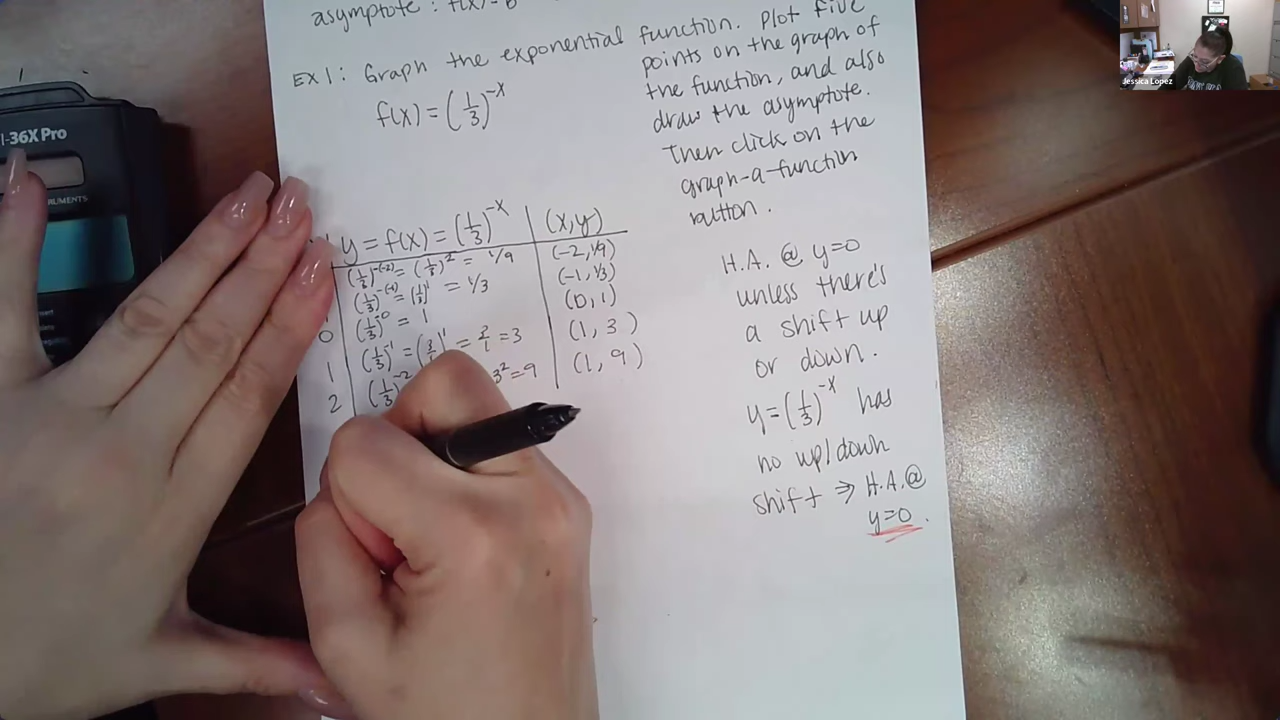 asymptote: f(x)=0
EX 1: Graph the exponential function. Plot five
points on the graph of
the function, and also
draw the asymptote.
Then click on the
graph-a-function
button.
f(x) = (1/3)^-x
y = f(x) = (1/3)^-x | (x,y)
(1/3)^-(-2) = (1/3)^2 = 1/9 | (-2, 1/9)
(1/3)^-(-1) = (1/3)^1 = 1/3 | (-1, 1/3)
0 | (1/3)^-0 = 1 | (0, 1)
1 | (1/3)^-1 = (3/1)^1 = 3/1 = 3 | (1, 3)
2 | (1/3)^-2 3^2 = 9 | (1, 9)
H.A. @ y=0
unless there's
a shift up
or down.
y = (1/3)^-x has
no up/down
shift ⇒ H.A.@
y=0.
-36X Pro
Jessica Lopez